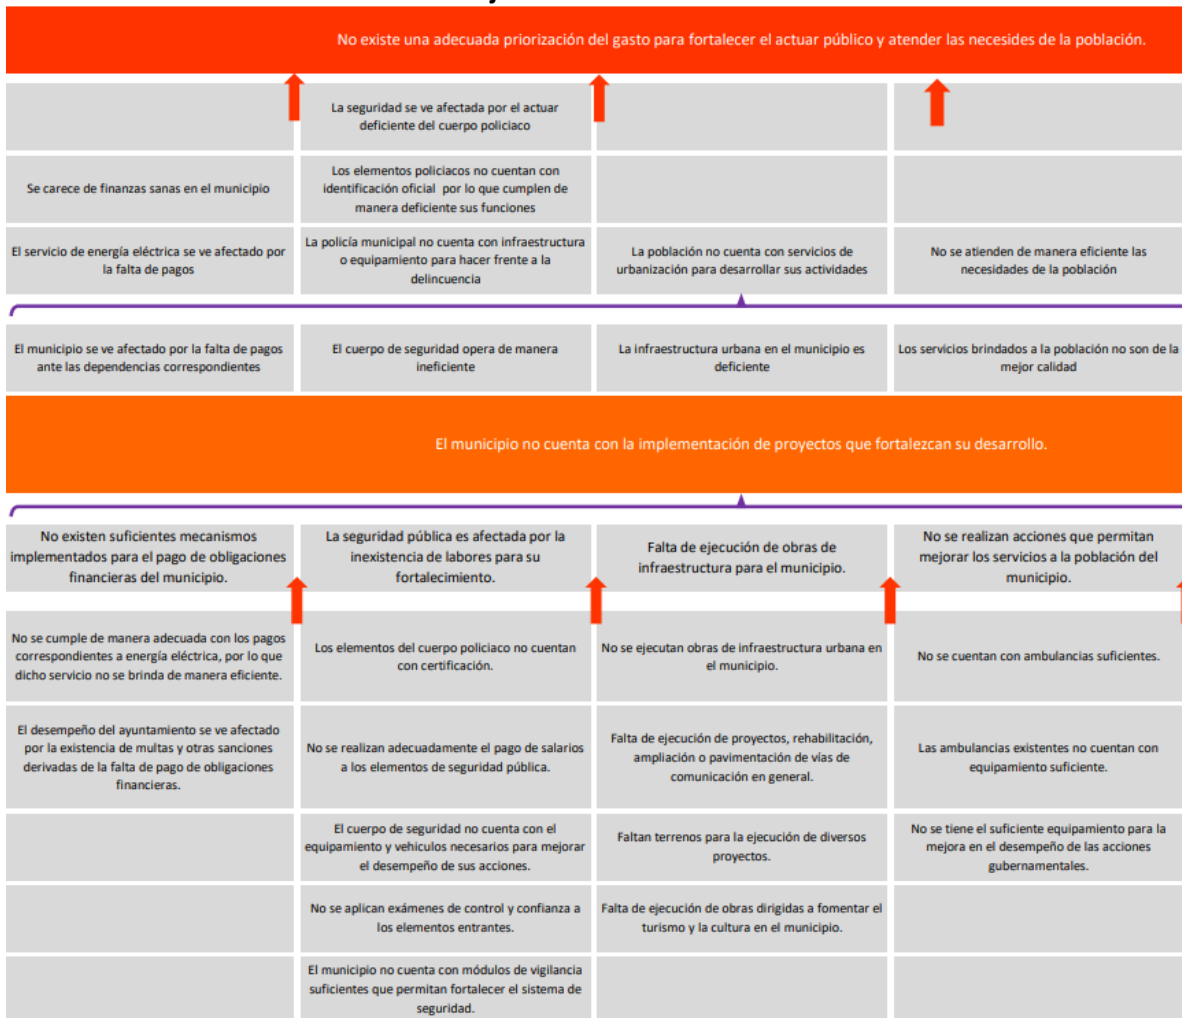 No existe una adecuada priorización del gasto para fortalecer el actuar público y atender las necesides de la población.
La seguridad se ve afectada por el actuar
deficiente del cuerpo policiaco
Se carece de finanzas sanas en el municipio
Los elementos policiacos no cuentan con
identificación oficial por lo que cumplen de
manera deficiente sus funciones
El servicio de energía eléctrica se ve afectado por
la falta de pagos
La policía municipal no cuenta con infraestructura
o equipamiento para hacer frente a la
delincuencia
La población no cuenta con servicios de
urbanización para desarrollar sus actividades
No se atienden de manera eficiente las
necesidades de la población
El municipio se ve afectado por la falta de pagos
ante las dependencias correspondientes
El cuerpo de seguridad opera de manera
ineficiente
La infraestructura urbana en el municipio es
deficiente
Los servicios brindados a la población no son de la
mejor calidad
El municipio no cuenta con la implementación de proyectos que fortalezcan su desarrollo.
No existen suficientes mecanismos
implementados para el pago de obligaciones
financieras del municipio.
La seguridad pública es afectada por la
inexistencia de labores para su
fortalecimiento.
Falta de ejecución de obras de
infraestructura para el municipio.
No se realizan acciones que permitan
mejorar los servicios a la población del
municipio.
No se cumple de manera adecuada con los pagos
correspondientes a energía eléctrica, por lo que
dicho servicio no se brinda de manera eficiente.
Los elementos del cuerpo policiaco no cuentan
con certificación.
No se ejecutan obras de infraestructura urbana en
el municipio.
No se cuentan con ambulancias suficientes.
El desempeño del ayuntamiento se ve afectado
por la existencia de multas y otras sanciones
derivadas de la falta de pago de obligaciones
financieras.
No se realizan adecuadamente el pago de salarios
a los elementos de seguridad pública.
Falta de ejecución de proyectos, rehabilitación,
ampliación o pavimentación de vías de
comunicación en general.
Las ambulancias existentes no cuentan con
equipamiento suficiente.
El cuerpo de seguridad no cuenta con el
equipamiento y vehiculos necesarios para mejorar
el desempeño de sus acciones.
Faltan terrenos para la ejecución de diversos
proyectos.
No se tiene el suficiente equipamiento para la
mejora en el desempeño de las acciones
gubernamentales.
No se aplican exámenes de control y confianza a
los elementos entrantes.
Falta de ejecución de obras dirigidas a fomentar el
turismo y la cultura en el municipio.
El municipio no cuenta con módulos de vigilancia
suficientes que permitan fortalecer el sistema de
seguridad.